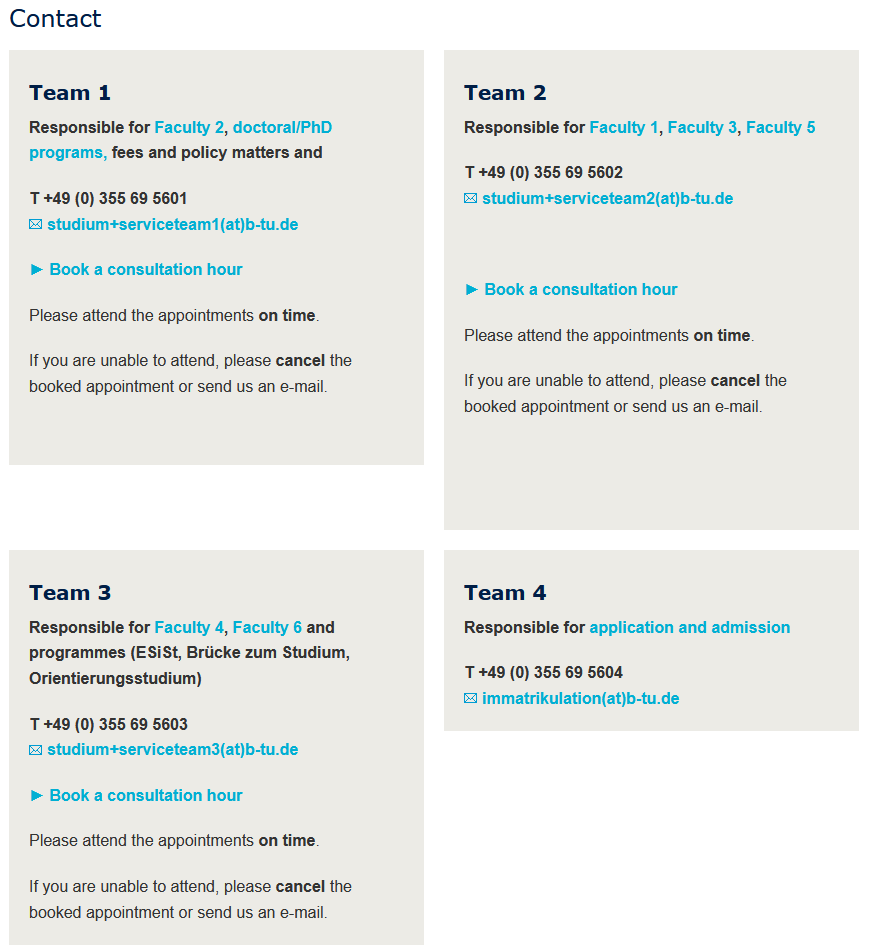 Contact
Team 1
Responsible for Faculty 2, doctoral/PhD
programs, fees and policy matters and
T +49 (0) 355 69 5601
studium+serviceteam1(at)b-tu.de
► Book a consultation hour
Please attend the appointments on time.
If you are unable to attend, please cancel the
booked appointment or send us an e-mail.
Team 2
Responsible for Faculty 1, Faculty 3, Faculty 5
T +49 (0) 355 69 5602
studium+serviceteam2(at)b-tu.de
► Book a consultation hour
Please attend the appointments on time.
If you are unable to attend, please cancel the
booked appointment or send us an e-mail.
Team 3
Responsible for Faculty 4, Faculty 6 and
programmes (ESiSt, Brücke zum Studium,
Orientierungsstudium)
T +49 (0) 355 69 5603
studium+serviceteam3(at)b-tu.de
► Book a consultation hour
Please attend the appointments on time.
If you are unable to attend, please cancel the
booked appointment or send us an e-mail.
Team 4
Responsible for application and admission
T +49 (0) 355 69 5604
immatrikulation(at)b-tu.de